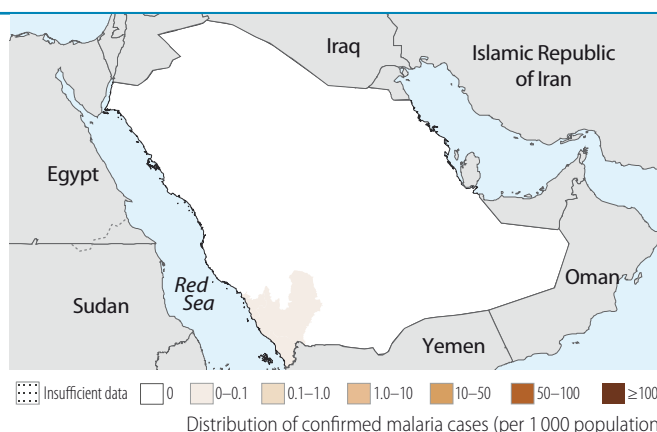 Iraq
Islamic Republic
of Iran
Egypt
Red
Sea
Oman
Sudan
Yemen
Insufficient data 0 0–0.1 0.1–1.0 1.0–10 10–50 50–100 ≥100
Distribution of confirmed malaria cases (per 1 000 population